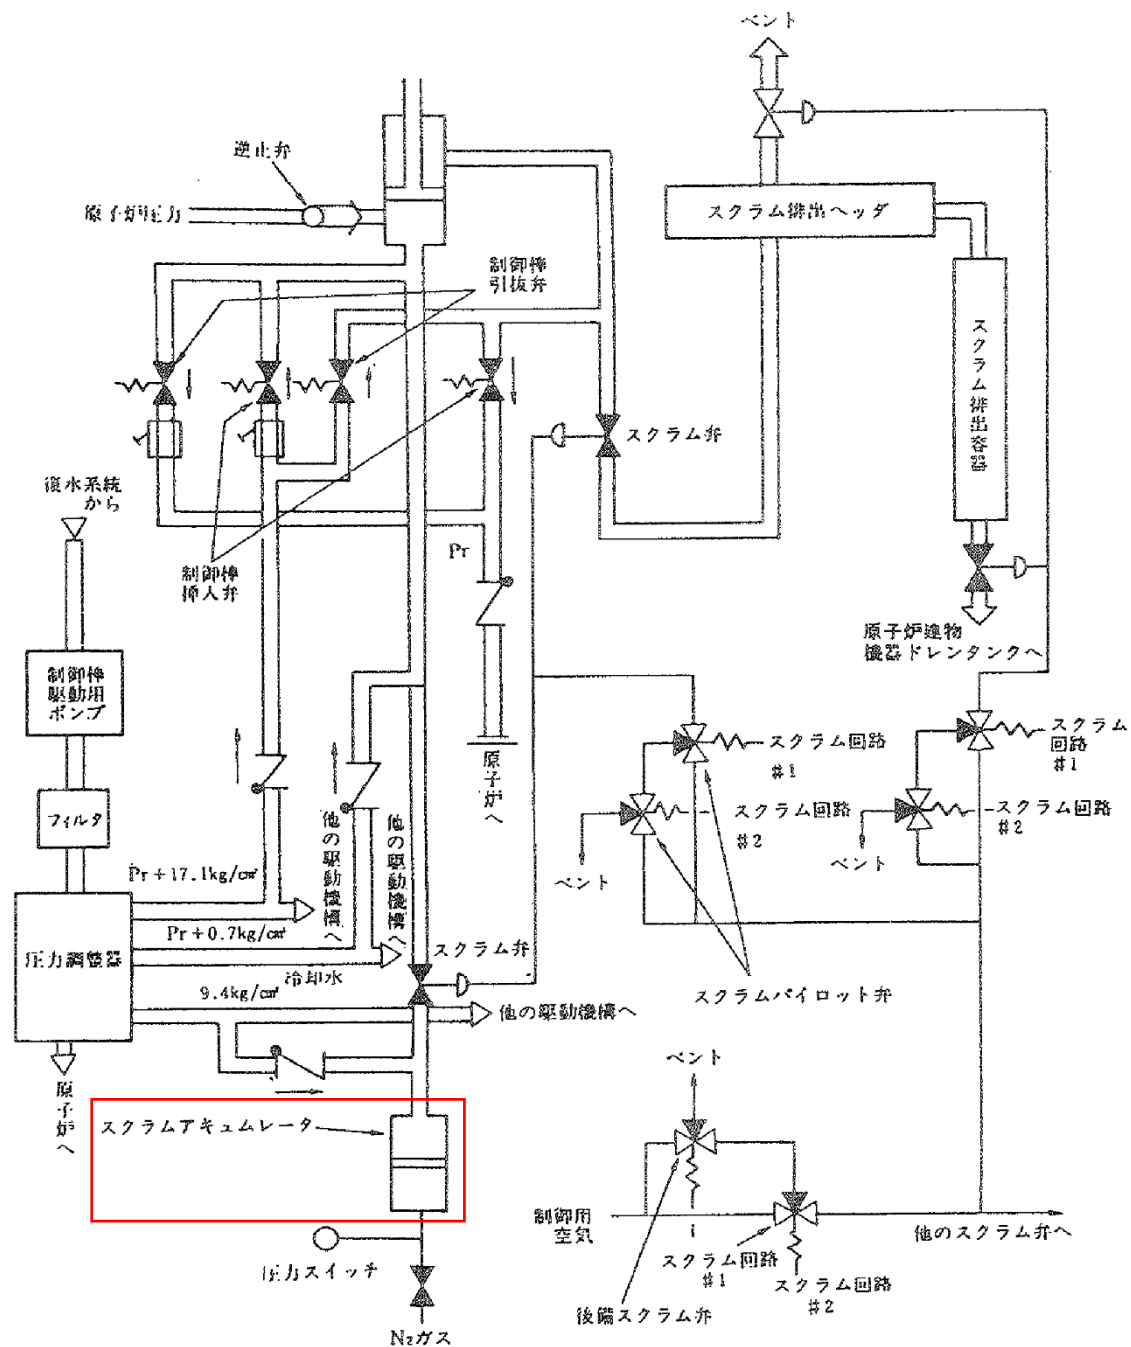 ベント
逆止弁
原子炉圧力
スクラム排出ヘッダ
制御棒
引抜弁
スクラム排出容器
スクラム弁
復水系統
から
Pr
制御棒
挿入弁
原子炉建物
機器ドレンタンクへ
制御棒
駆動用
ポンプ
スクラム回路
#1
スクラム
回路
#1
原子炉へ
フィルタ
他の駆動機構へ
他の駆動機構へ
スクラム回路
#2
スクラム回路
#2
ベント
ベント
Pr+17.1kg/cm²
Pr+0.7kg/cm²
圧力調整器
スクラム弁
冷却水
9.4kg/cm²
スクラムパイロット弁
他の駆動機構へ
ベント
原子炉へ
スクラムアキュムレータ
制御用
空気
他のスクラム弁へ
スクラム回路
#1
圧力スイッチ
スクラム回路
#2
後備スクラム弁
N₂ガス